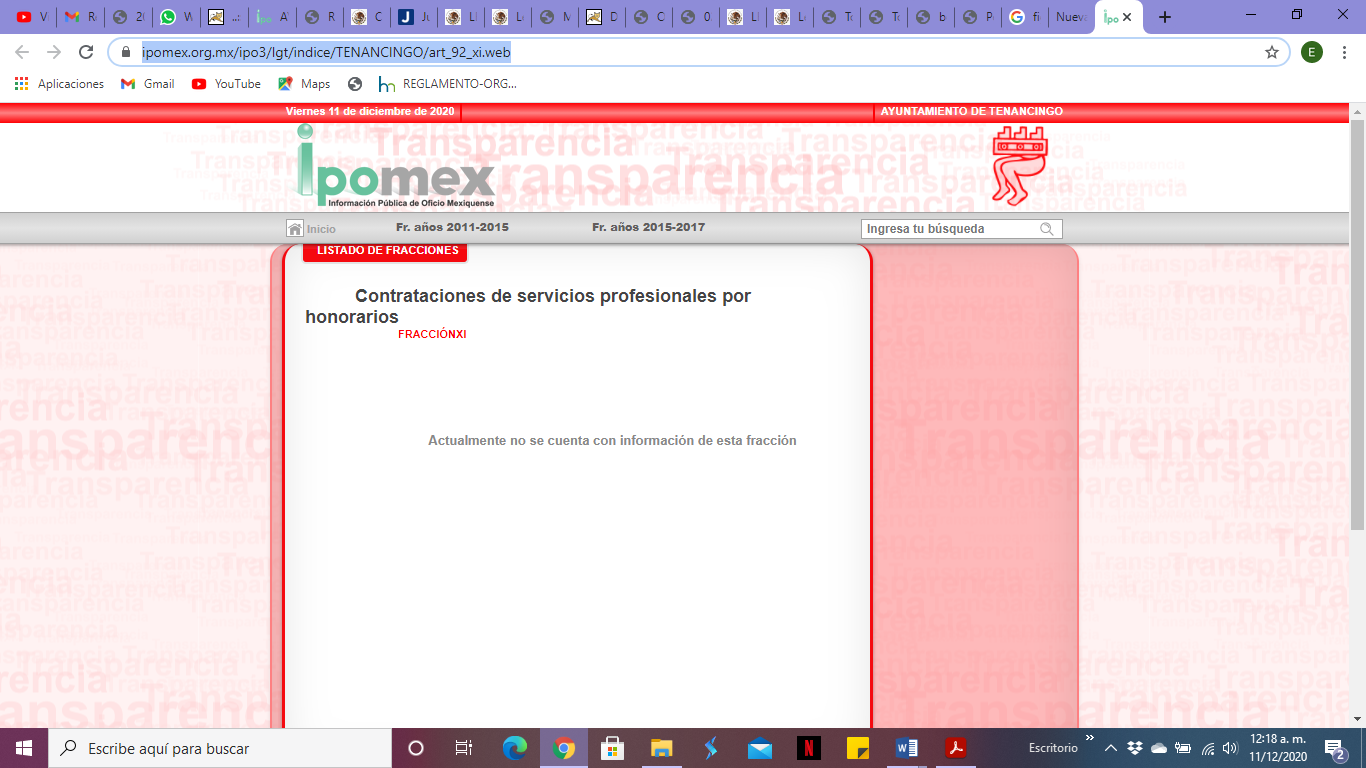 ipomex.org.mx/ipo3/lgt/indice/TENANCINGO/art_92_xi.web
E
Aplicaciones
Gmail
YouTube
Maps
REGLAMENTO-ORG...
Viernes 11 de diciembre de 2020
AYUNTAMIENTO DE TENANCINGO
ipomex
Información Pública de Oficio Mexiquense
Transparencia
Inicio
Fr. años 2011-2015
Fr. años 2015-2017
Ingresa tu búsqueda
LISTADO DE FRACCIONES
Contrataciones de servicios profesionales por
honorarios
FRACCIÓNXI
Actualmente no se cuenta con información de esta fracción
Escribe aquí para buscar
Escritorio
12:18 a. m.
11/12/2020
2